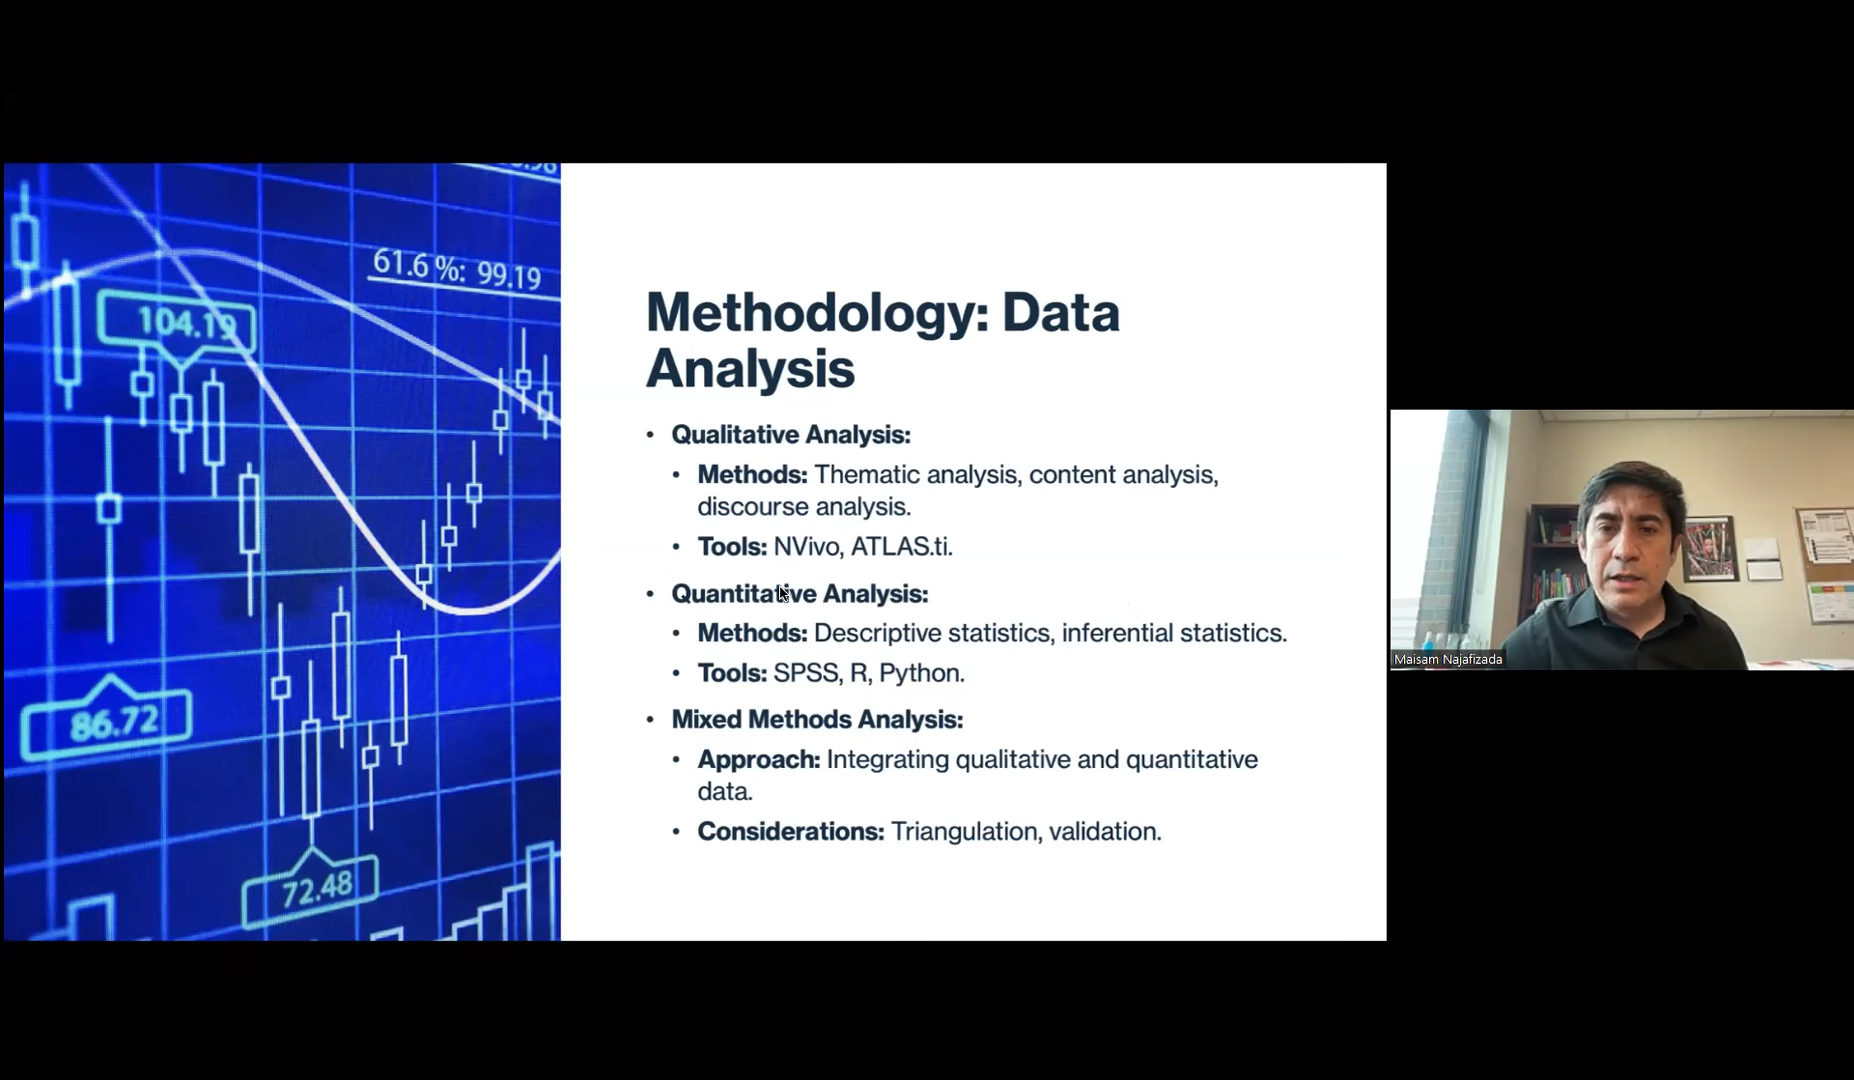 61.6 %: 99.19
104.19
86.72
72.48
Methodology: Data
Analysis
• Qualitative Analysis:
• Methods: Thematic analysis, content analysis,
discourse analysis.
• Tools: NVivo, ATLAS.ti.
• Quantitative Analysis:
• Methods: Descriptive statistics, inferential statistics.
• Tools: SPSS, R, Python.
• Mixed Methods Analysis:
• Approach: Integrating qualitative and quantitative
data.
• Considerations: Triangulation, validation.
Maisam Najafizada